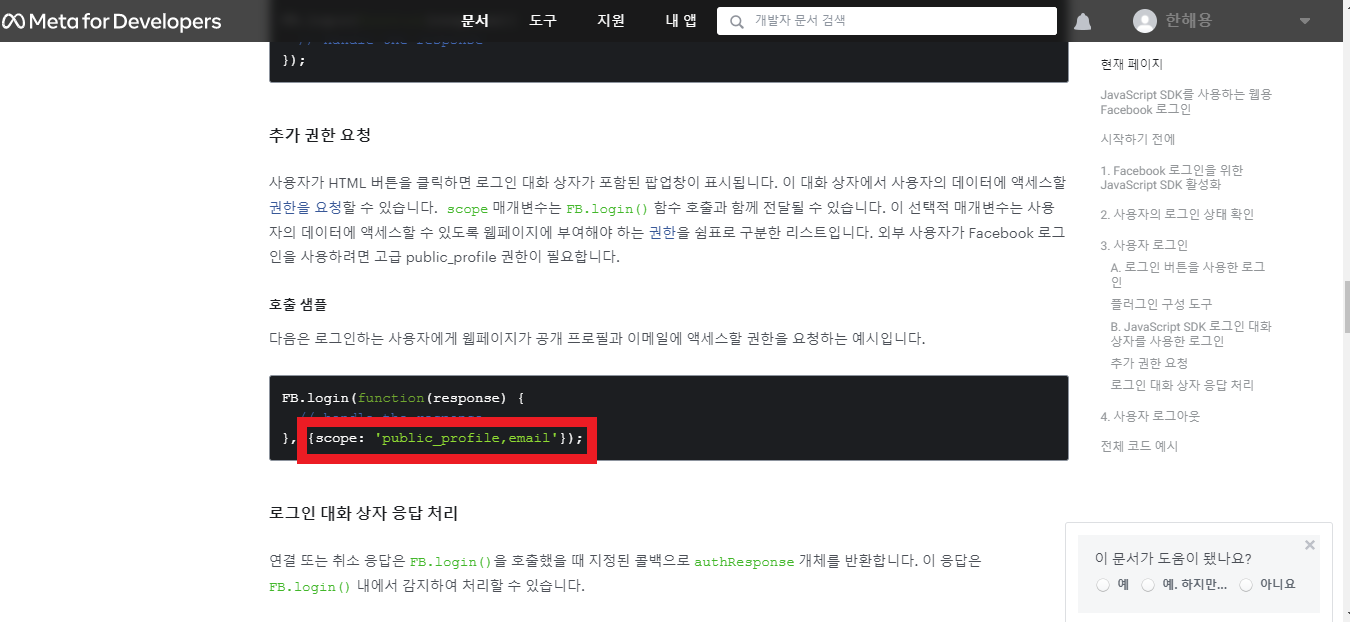 Meta for Developers
문서 도구 지원 내 앱 개발자 문서 검색 한해용
// handle the response
});
추가 권한 요청
사용자가 HTML 버튼을 클릭하면 로그인 대화 상자가 포함된 팝업창이 표시됩니다. 이 대화 상자에서 사용자의 데이터에 액세스할
권한을 요청할 수 있습니다. scope 매개변수는 FB.login() 함수 호출과 함께 전달될 수 있습니다. 이 선택적 매개변수는 사용
자의 데이터에 액세스할 수 있도록 웹페이지에 부여해야 하는 권한을 쉼표로 구분한 리스트입니다. 외부 사용자가 Facebook 로그
인을 사용하려면 고급 public_profile 권한이 필요합니다.
호출 샘플
다음은 로그인하는 사용자에게 웹페이지가 공개 프로필과 이메일에 액세스할 권한을 요청하는 예시입니다.
FB.login(function(response) {
// handle the response
}, {scope: 'public_profile,email'});
로그인 대화 상자 응답 처리
연결 또는 취소 응답은 FB.login()을 호출했을 때 지정된 콜백으로 authResponse 개체를 반환합니다. 이 응답은
FB.login() 내에서 감지하여 처리할 수 있습니다.
현재 페이지
JavaScript SDK를 사용하는 웹용
Facebook 로그인
시작하기 전에
1. Facebook 로그인을 위한
JavaScript SDK 활성화
2. 사용자의 로그인 상태 확인
3. 사용자 로그인
A. 로그인 버튼을 사용한 로그
인
플러그인 구성 도구
B. JavaScript SDK 로그인 대화
상자를 사용한 로그인
추가 권한 요청
로그인 대화 상자 응답 처리
4. 사용자 로그아웃
전체 코드 예시
이 문서가 도움이 됐나요?
예 예. 하지만... 아니요